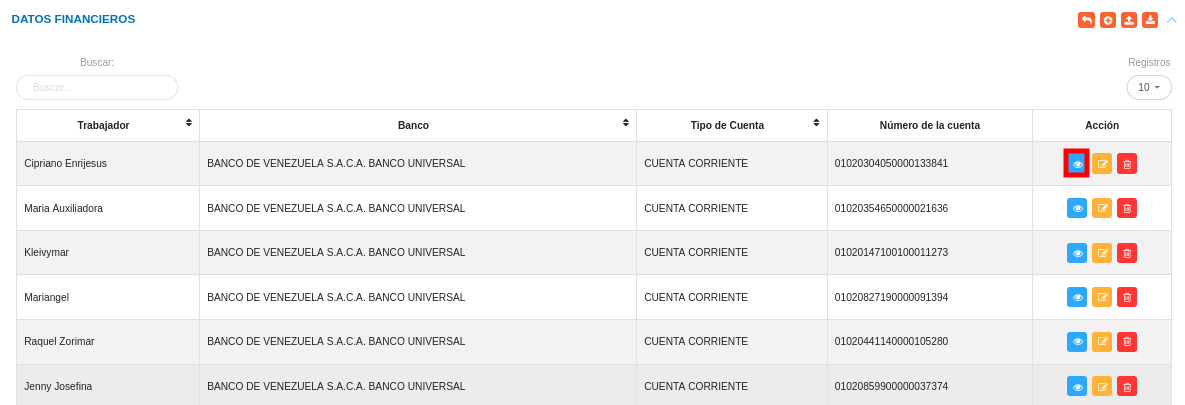 DATOS FINANCIEROS
Buscar:
Registros
Buscar...
10
Trabajador Banco Tipo de Cuenta Número de la cuenta Acción
Cipriano Enrijesus BANCO DE VENEZUELA S.A.C.A. BANCO UNIVERSAL CUENTA CORRIENTE 01020304050000133841
Maria Auxiliadora BANCO DE VENEZUELA S.A.C.A. BANCO UNIVERSAL CUENTA CORRIENTE 01020354650000021636
Kleivymar BANCO DE VENEZUELA S.A.C.A. BANCO UNIVERSAL CUENTA CORRIENTE 01020147100100011273
Mariangel BANCO DE VENEZUELA S.A.C.A. BANCO UNIVERSAL CUENTA CORRIENTE 01020827190000091394
Raquel Zorimar BANCO DE VENEZUELA S.A.C.A. BANCO UNIVERSAL CUENTA CORRIENTE 01020441140000105280
Jenny Josefina BANCO DE VENEZUELA S.A.C.A. BANCO UNIVERSAL CUENTA CORRIENTE 01020859900000037374